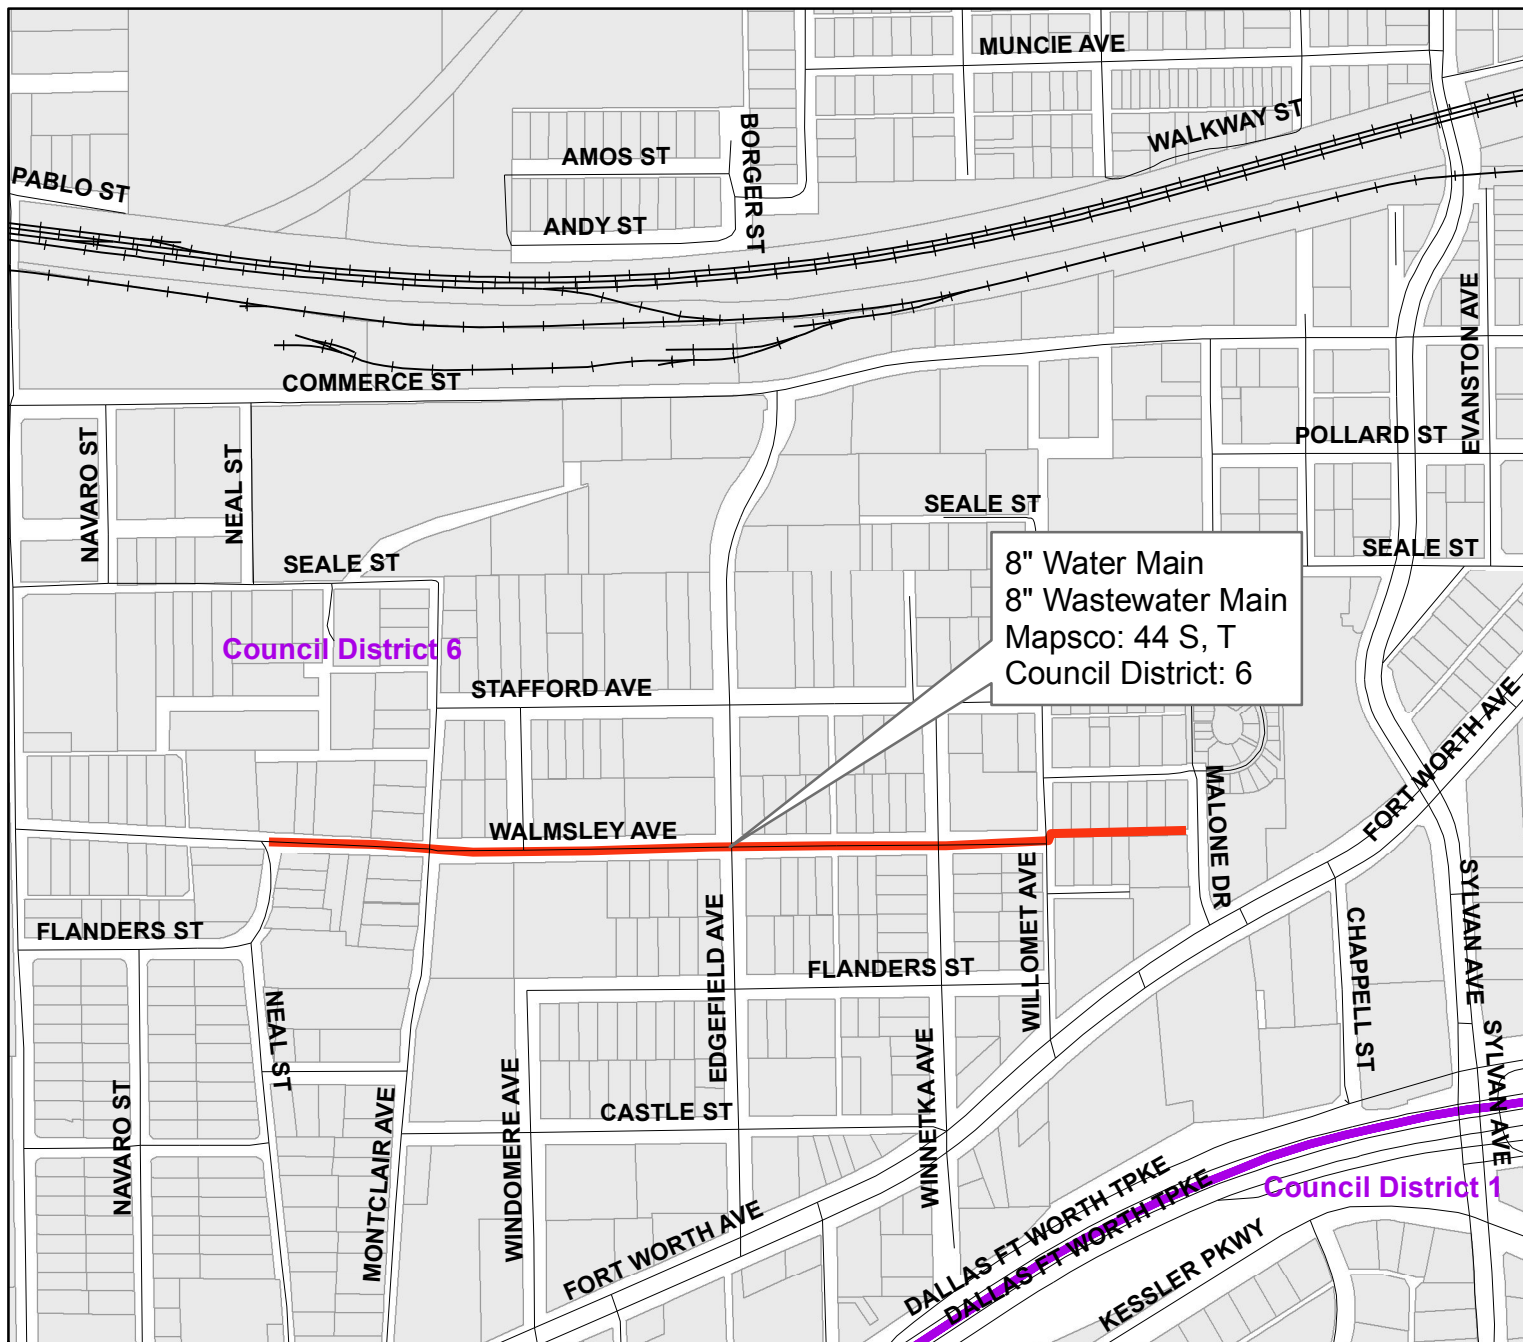 MUNCIE AVE
WALKWAY ST
BORGER ST
AMOS ST
PABLO ST
ANDY ST
EVANSTON AVE
COMMERCE ST
POLLARD ST
NAVARO ST
NEAL ST
SEALE ST
SEALE ST
SEALE ST
8" Water Main
8" Wastewater Main
Mapsco: 44 S, T
Council District: 6
Council District 6
STAFFORD AVE
FORT WORTH AVE
WALMSLEY AVE
MALONE DR
FLANDERS ST
EDGEFIELD AVE
WILLOMET AVE
SYLVAN AVE
CHAPPELL ST
FLANDERS ST
NEAL ST
SYLVAN AVE
NAVARO ST
MONTCLAIR AVE
WINDOMERE AVE
CASTLE ST
WINNETKA AVE
DALLAS FT WORTH TPKE
DALLAS FT WORTH TPKE
Council District 1
FORT WORTH AVE
KESSLER PKWY